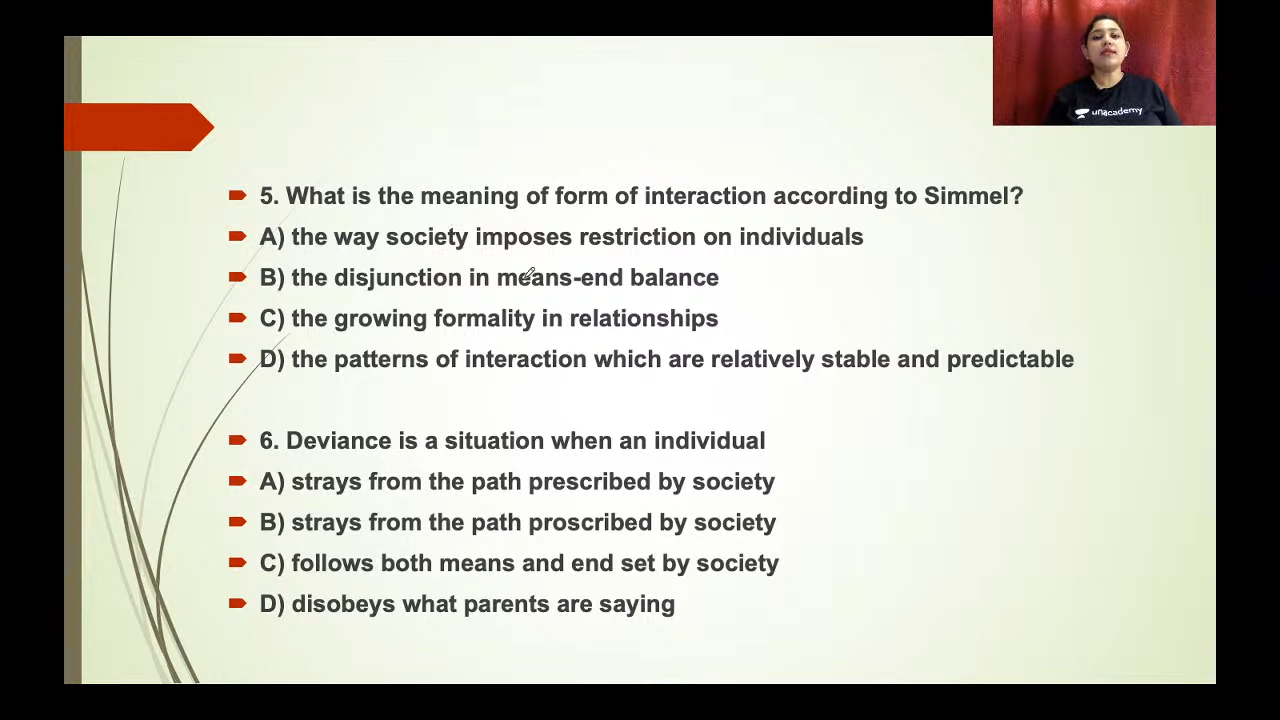 unacademy
5. What is the meaning of form of interaction according to Simmel?
A) the way society imposes restriction on individuals
B) the disjunction in means-end balance
C) the growing formality in relationships
D) the patterns of interaction which are relatively stable and predictable
6. Deviance is a situation when an individual
A) strays from the path prescribed by society
B) strays from the path proscribed by society
C) follows both means and end set by society
D) disobeys what parents are saying